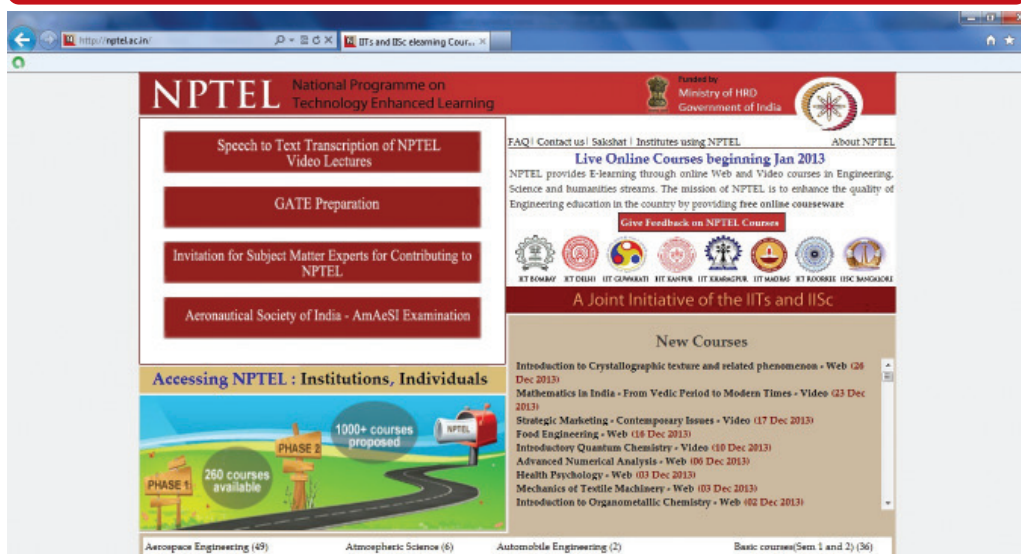 http://nptel.ac.in/
IITs and IISc elearning Cour...
NPTEL
National Programme on
Technology Enhanced Learning
Funded by
Ministry of HRD
Government of India
Speech to Text Transcription of NPTEL
Video Lectures
GATE Preparation
Invitation for Subject Matter Experts for Contributing to
NPTEL
Aeronautical Society of India - AmAeSI Examination
FAQ| Contact us| Sakshat | Institutes using NPTEL
About NPTEL
Live Online Courses beginning Jan 2013
NPTEL provides E-learning through online Web and Video courses in Engineering,
Science and humanities streams. The mission of NPTEL is to enhance the quality of
Engineering education in the country by providing free online courseware
Give Feedback on NPTEL Courses
IIT BOMBAY IIT DELHI IIT GUWAHATI IIT KANPUR IIT KHARAGPUR IIT MADRAS IIT ROORKEE IISC BANGALORE
A Joint Initiative of the IITs and IISc
Accessing NPTEL : Institutions, Individuals
PHASE 1
260 courses
available
PHASE 2
1000+ courses
proposed
NPTEL
New Courses
Introduction to Crystallographic texture and related phenomenon - Web (26
Dec 2013)
Mathematics in India - From Vedic Period to Modern Times - Video (23 Dec
2013)
Strategic Marketing - Contemporary Issues - Video (17 Dec 2013)
Food Engineering - Web (16 Dec 2013)
Introductory Quantum Chemistry - Video (10 Dec 2013)
Advanced Numerical Analysis - Web (06 Dec 2013)
Health Psychology - Web (03 Dec 2013)
Mechanics of Textile Machinery - Web (03 Dec 2013)
Introduction to Organometallic Chemistry - Web (02 Dec 2013)
Aerospace Engineering (49)
Atmospheric Science (6)
Automobile Engineering (2)
Basic courses(Sem 1 and 2) (36)